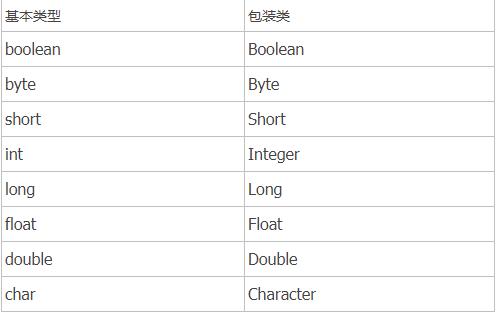 基本类型 包装类
boolean Boolean
byte Byte
short Short
int Integer
long Long
float Float
double Double
char Character